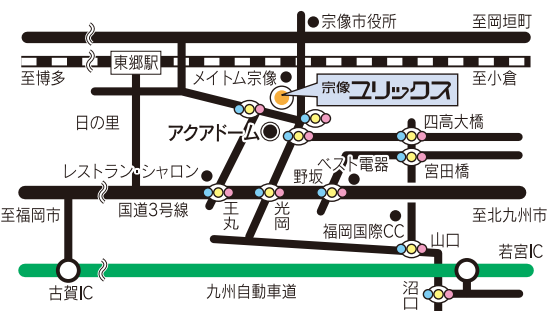 宗像市役所
至岡垣町
東郷駅
至博多
メイトム宗像
宗像ユリックス
至小倉
日の里
アクアドーム
四高大橋
レストラン・シャロン
ベスト電器
野坂
宮田橋
至福岡市
国道3号線
王丸
光岡
福岡国際CC
至北九州市
山口
若宮IC
古賀IC
九州自動車道
沼口